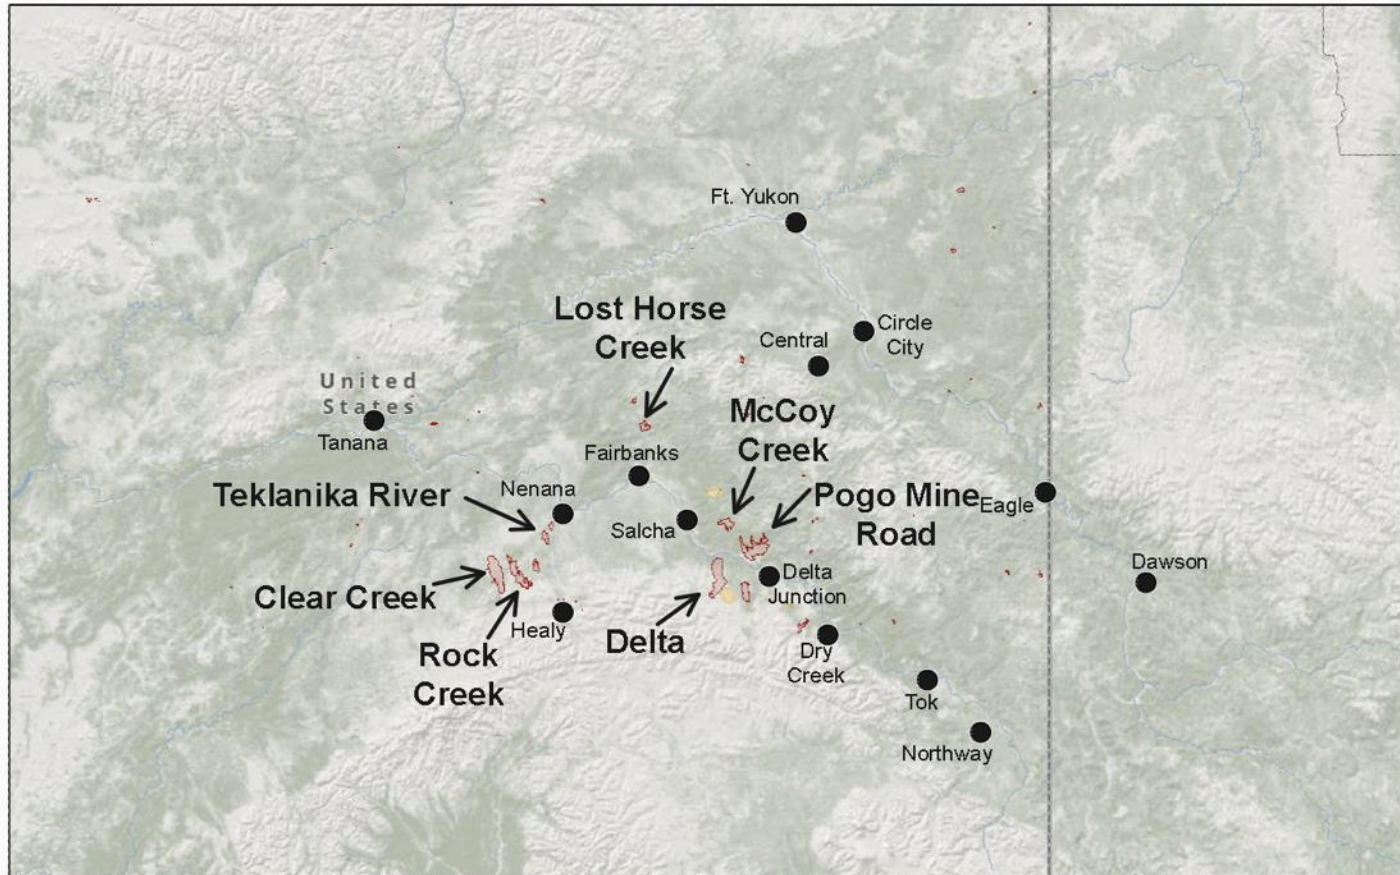 Ft. Yukon
Lost Horse
Creek
Circle
City
Central
United
States
Tanana
McCoy
Creek
Fairbanks
Teklanika River
Nenana
Pogo Mine
Road
Eagle
Salcha
Dawson
Delta
Junction
Clear Creek
Healy
Delta
Rock
Creek
Dry
Creek
Tok
Northway